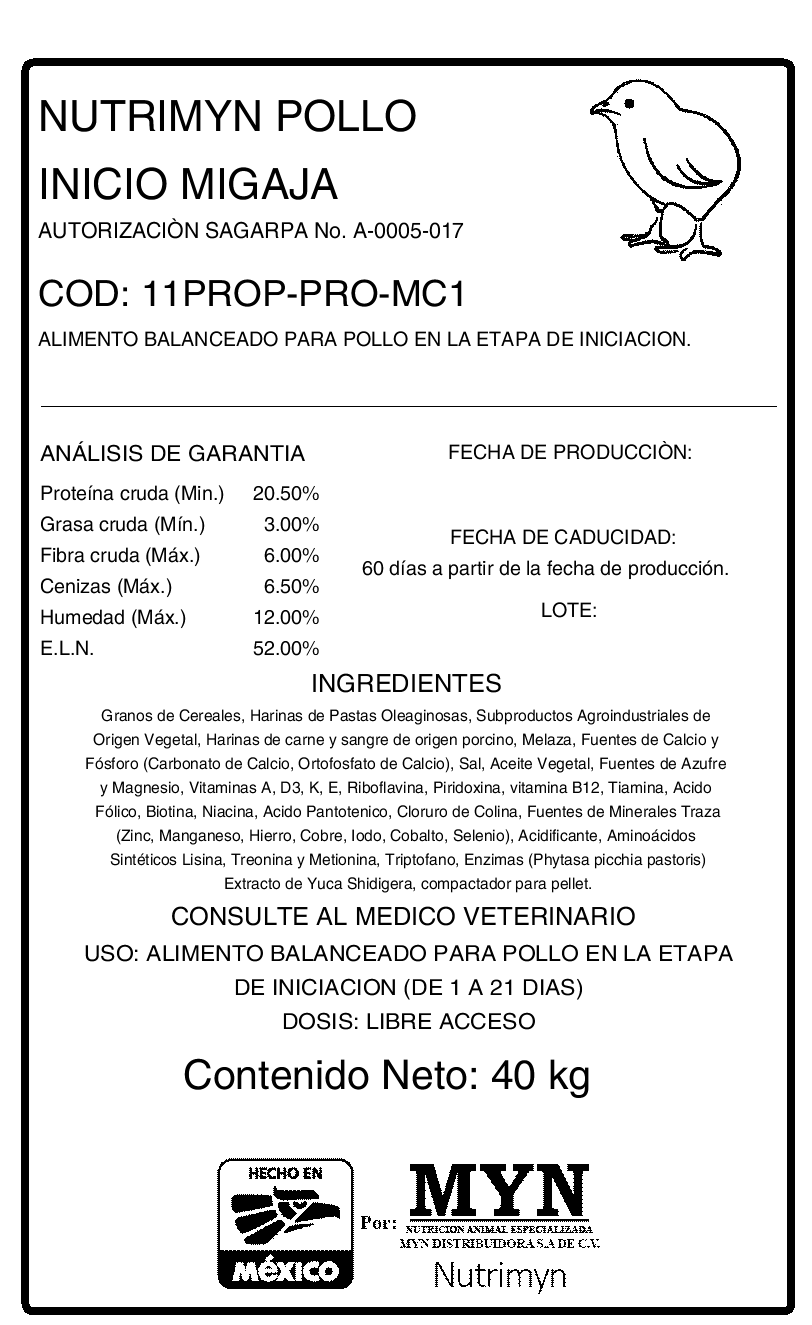 NUTRIMYN POLLO
INICIO MIGAJA
AUTORIZACIÒN SAGARPA No. A-0005-017
COD: 11PROP-PRO-MC1
ALIMENTO BALANCEADO PARA POLLO EN LA ETAPA DE INICIACION.
ANÁLISIS DE GARANTIA
Proteína cruda (Min.) 20.50%
Grasa cruda (Mín.) 3.00%
Fibra cruda (Máx.) 6.00%
Cenizas (Máx.) 6.50%
Humedad (Máx.) 12.00%
E.L.N. 52.00%
FECHA DE PRODUCCIÒN:
FECHA DE CADUCIDAD:
60 días a partir de la fecha de producción.
LOTE:
INGREDIENTES
Granos de Cereales, Harinas de Pastas Oleaginosas, Subproductos Agroindustriales de
Origen Vegetal, Harinas de carne y sangre de origen porcino, Melaza, Fuentes de Calcio y
Fósforo (Carbonato de Calcio, Ortofosfato de Calcio), Sal, Aceite Vegetal, Fuentes de Azufre
y Magnesio, Vitaminas A, D3, K, E, Riboflavina, Piridoxina, vitamina B12, Tiamina, Acido
Fólico, Biotina, Niacina, Acido Pantotenico, Cloruro de Colina, Fuentes de Minerales Traza
(Zinc, Manganeso, Hierro, Cobre, Iodo, Cobalto, Selenio), Acidificante, Aminoácidos
Sintéticos Lisina, Treonina y Metionina, Triptofano, Enzimas (Phytasa picchia pastoris)
Extracto de Yuca Shidigera, compactador para pellet.
CONSULTE AL MEDICO VETERINARIO
USO: ALIMENTO BALANCEADO PARA POLLO EN LA ETAPA
DE INICIACION (DE 1 A 21 DIAS)
DOSIS: LIBRE ACCESO
Contenido Neto: 40 kg
HECHO EN
MÉXICO
Por:
MYN
NUTRICION ANIMAL ESPECIALIZADA
MYN DISTRIBUIDORA S.A DE C.V.
Nutrimyn